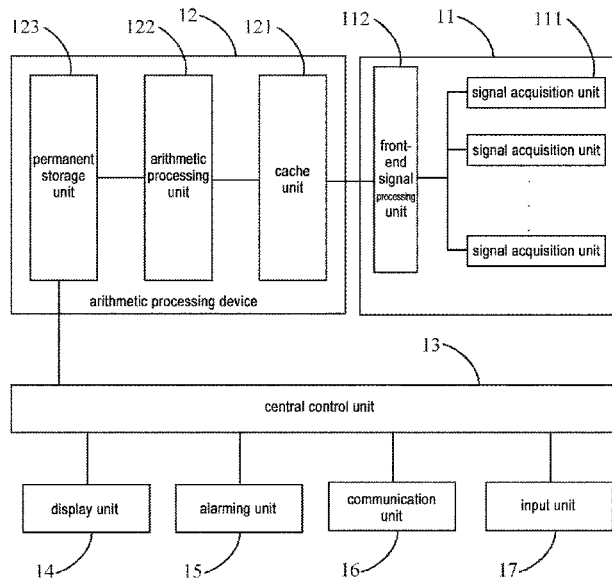 123
122
12
121
112
11
111
permanent
storage
unit
arithmetic
processing
unit
cache
unit
arithmetic processing device
front-
end
signal
processing
unit
signal acquisition unit
signal acquisition unit
signal acquisition unit
13
central control unit
display unit
alarming unit
communication
unit
input unit
14
15
16
17